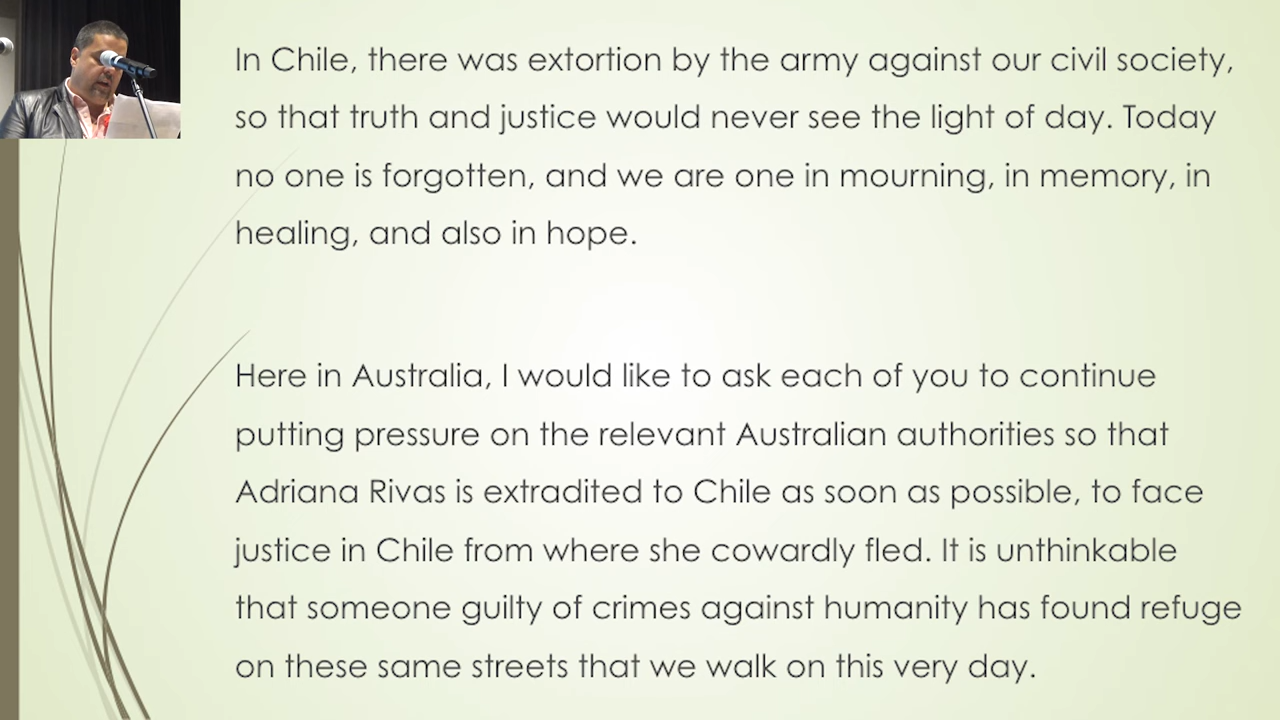 In Chile, there was extortion by the army against our civil society,
so that truth and justice would never see the light of day. Today
no one is forgotten, and we are one in mourning, in memory, in
healing, and also in hope.
Here in Australia, I would like to ask each of you to continue
putting pressure on the relevant Australian authorities so that
Adriana Rivas is extradited to Chile as soon as possible, to face
justice in Chile from where she cowardly fled. It is unthinkable
that someone guilty of crimes against humanity has found refuge
on these same streets that we walk on this very day.